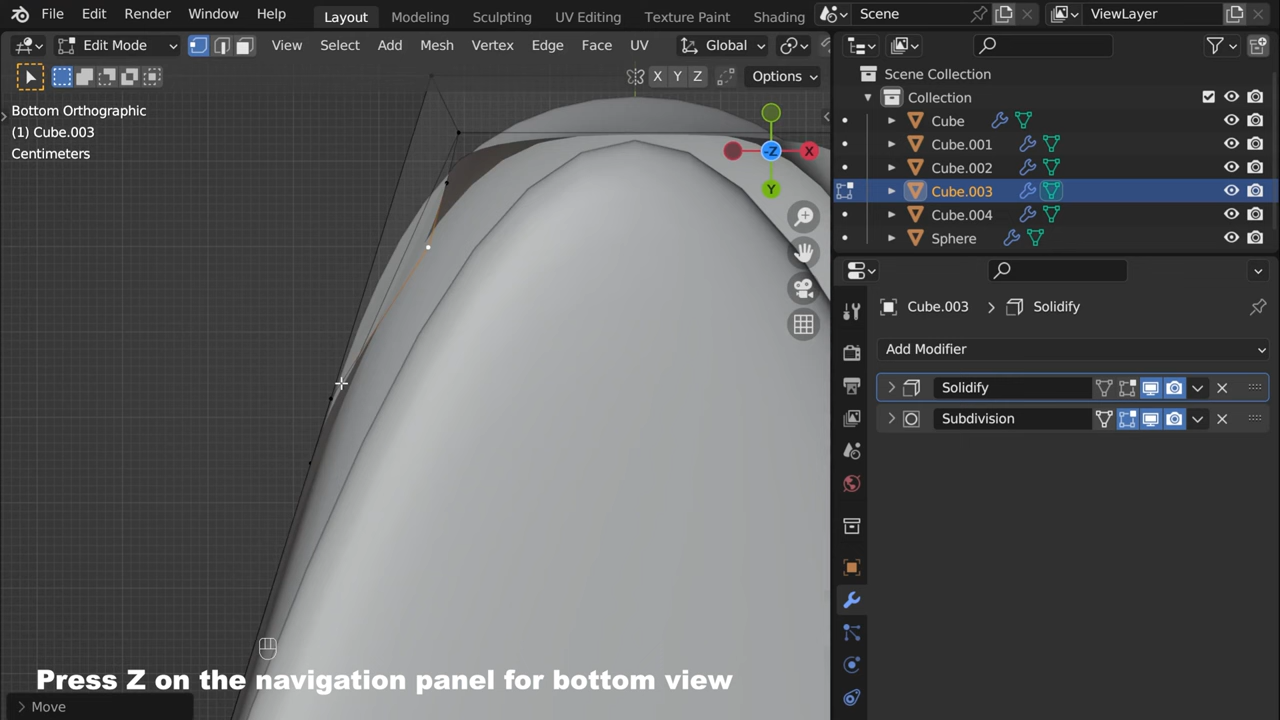 File Edit Render Window Help Layout Modeling Sculpting UV Editing Texture Paint Shading Scene ViewLayer
Edit Mode View Select Add Mesh Vertex Edge Face UV Global
X Y Z Options
Bottom Orthographic
(1) Cube.003
Centimeters
-Z X
Y
Scene Collection
Collection
Cube
Cube.001
Cube.002
Cube.003
Cube.004
Sphere
Cube.003 Solidify
Add Modifier
Solidify
Subdivision
Press Z on the navigation panel for bottom view
Move